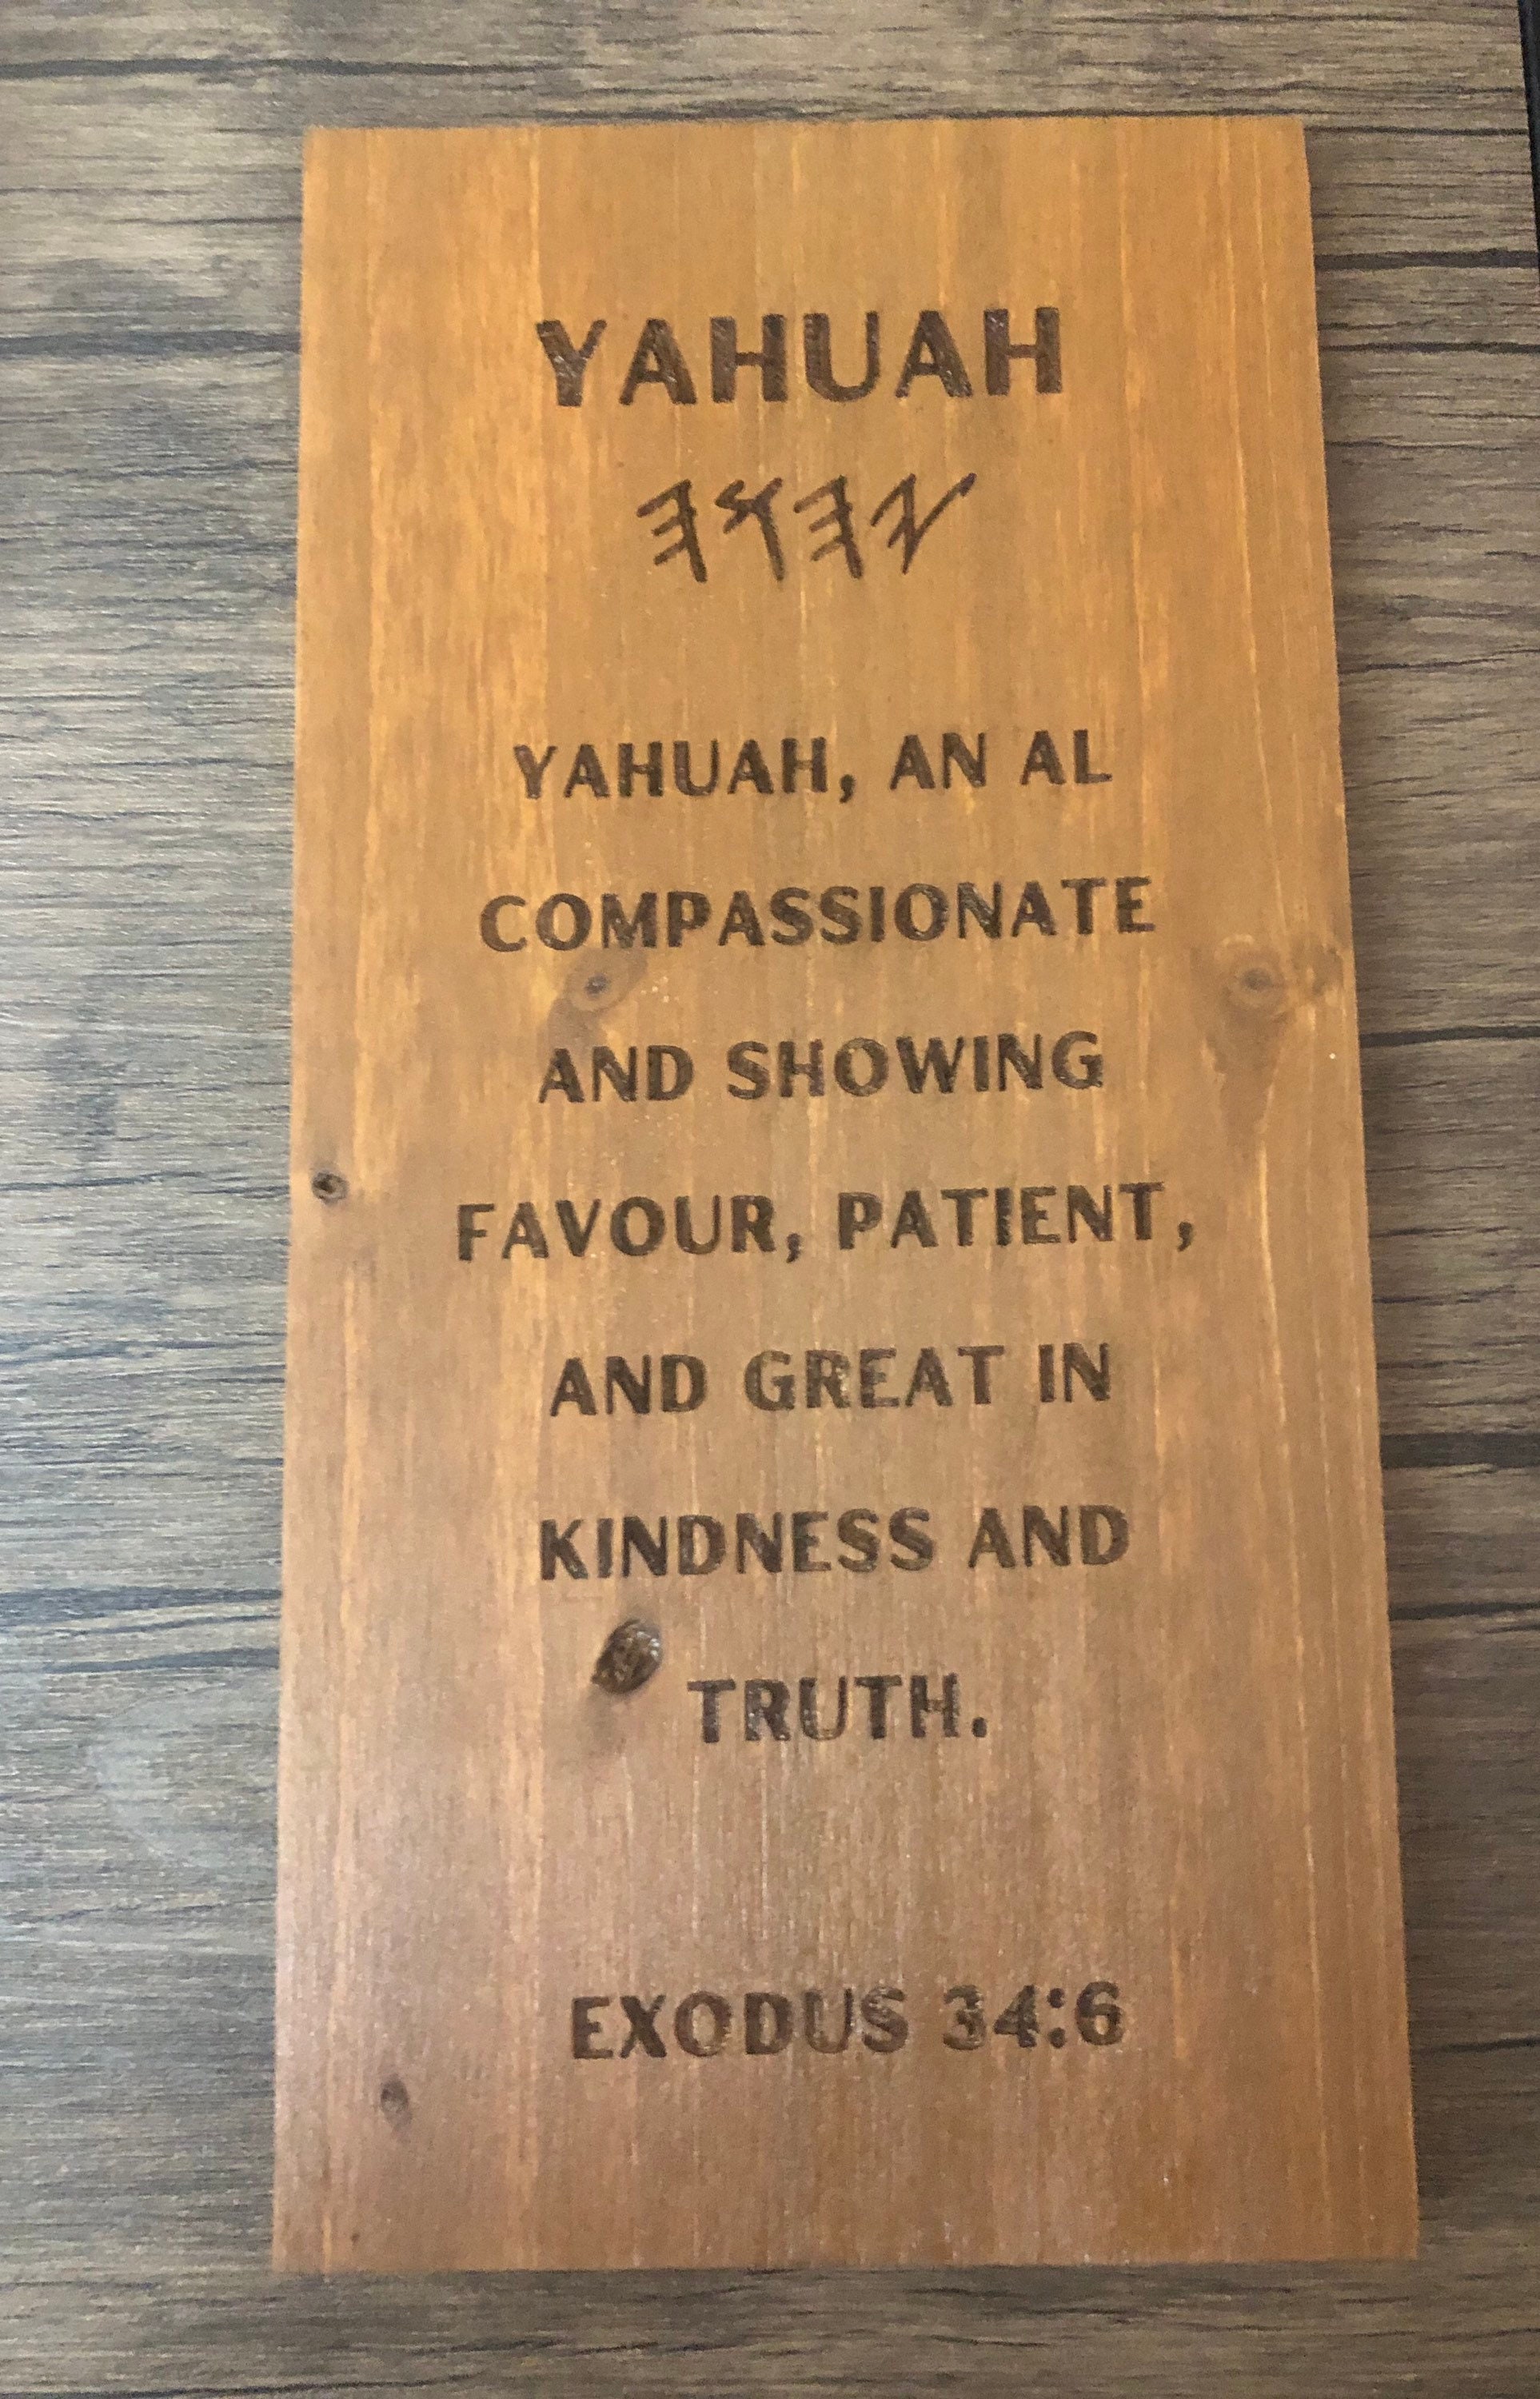 YAHUAH
𐤉𐤄𐤅𐤄
YAHUAH, AN AL
COMPASSIONATE
AND SHOWING
FAVOUR, PATIENT,
AND GREAT IN
KINDNESS AND
TRUTH.
EXODUS 34:6